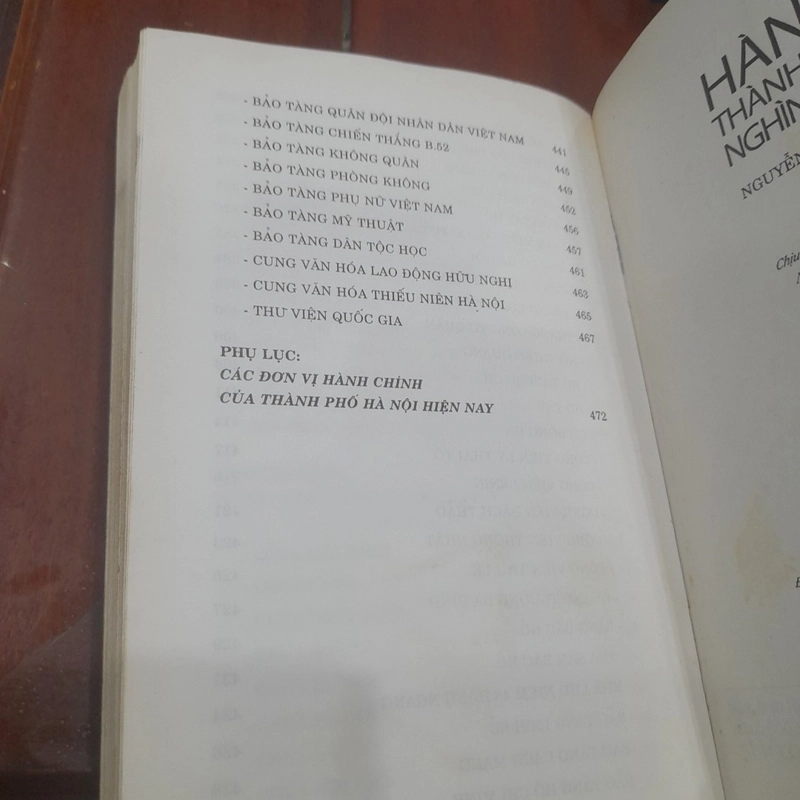 - BẢO TÀNG QUÂN ĐỘI NHÂN DÂN VIỆT NAM 441
- BẢO TÀNG CHIẾN THẮNG B.52 445
- BẢO TÀNG KHÔNG QUÂN 449
- BẢO TÀNG PHÒNG KHÔNG 452
- BẢO TÀNG PHỤ NỮ VIỆT NAM 456
- BẢO TÀNG MỸ THUẬT 457
- BẢO TÀNG DÂN TỘC HỌC 461
- CUNG VĂN HÓA LAO ĐỘNG HỮU NGHỊ 463
- CUNG VĂN HÓA THIẾU NIÊN HÀ NỘI 465
- THƯ VIỆN QUỐC GIA 467
PHỤ LỤC:
CÁC ĐƠN VỊ HÀNH CHÍNH
CỦA THÀNH PHỐ HÀ NỘI HIỆN NAY 472
HÀN
THÀNH
NGHÌN
NGUYỄN
Chịu